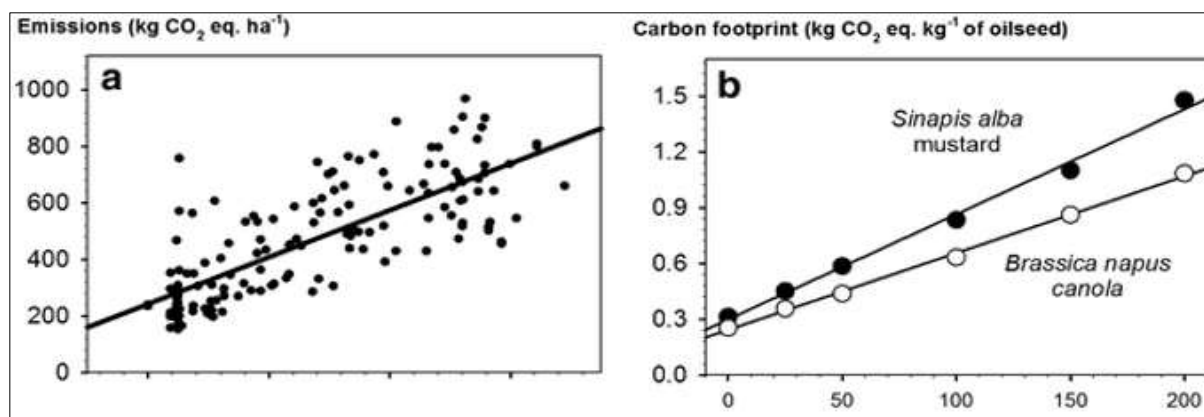 Emissions (kg CO₂ eq. ha⁻¹)
a
1000
800
600
400
200
0
Carbon footprint (kg CO₂ eq. kg⁻¹ of oilseed)
b
1.5
1.2
0.9
0.6
0.3
0.0
Sinapis alba
mustard
Brassica napus
canola
0 50 100 150 200